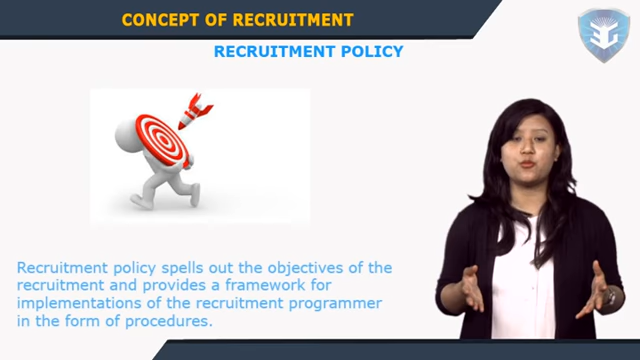 CONCEPT OF RECRUITMENT
RECRUITMENT POLICY
Recruitment policy spells out the objectives of the
recruitment and provides a framework for
implementations of the recruitment programmer
in the form of procedures.